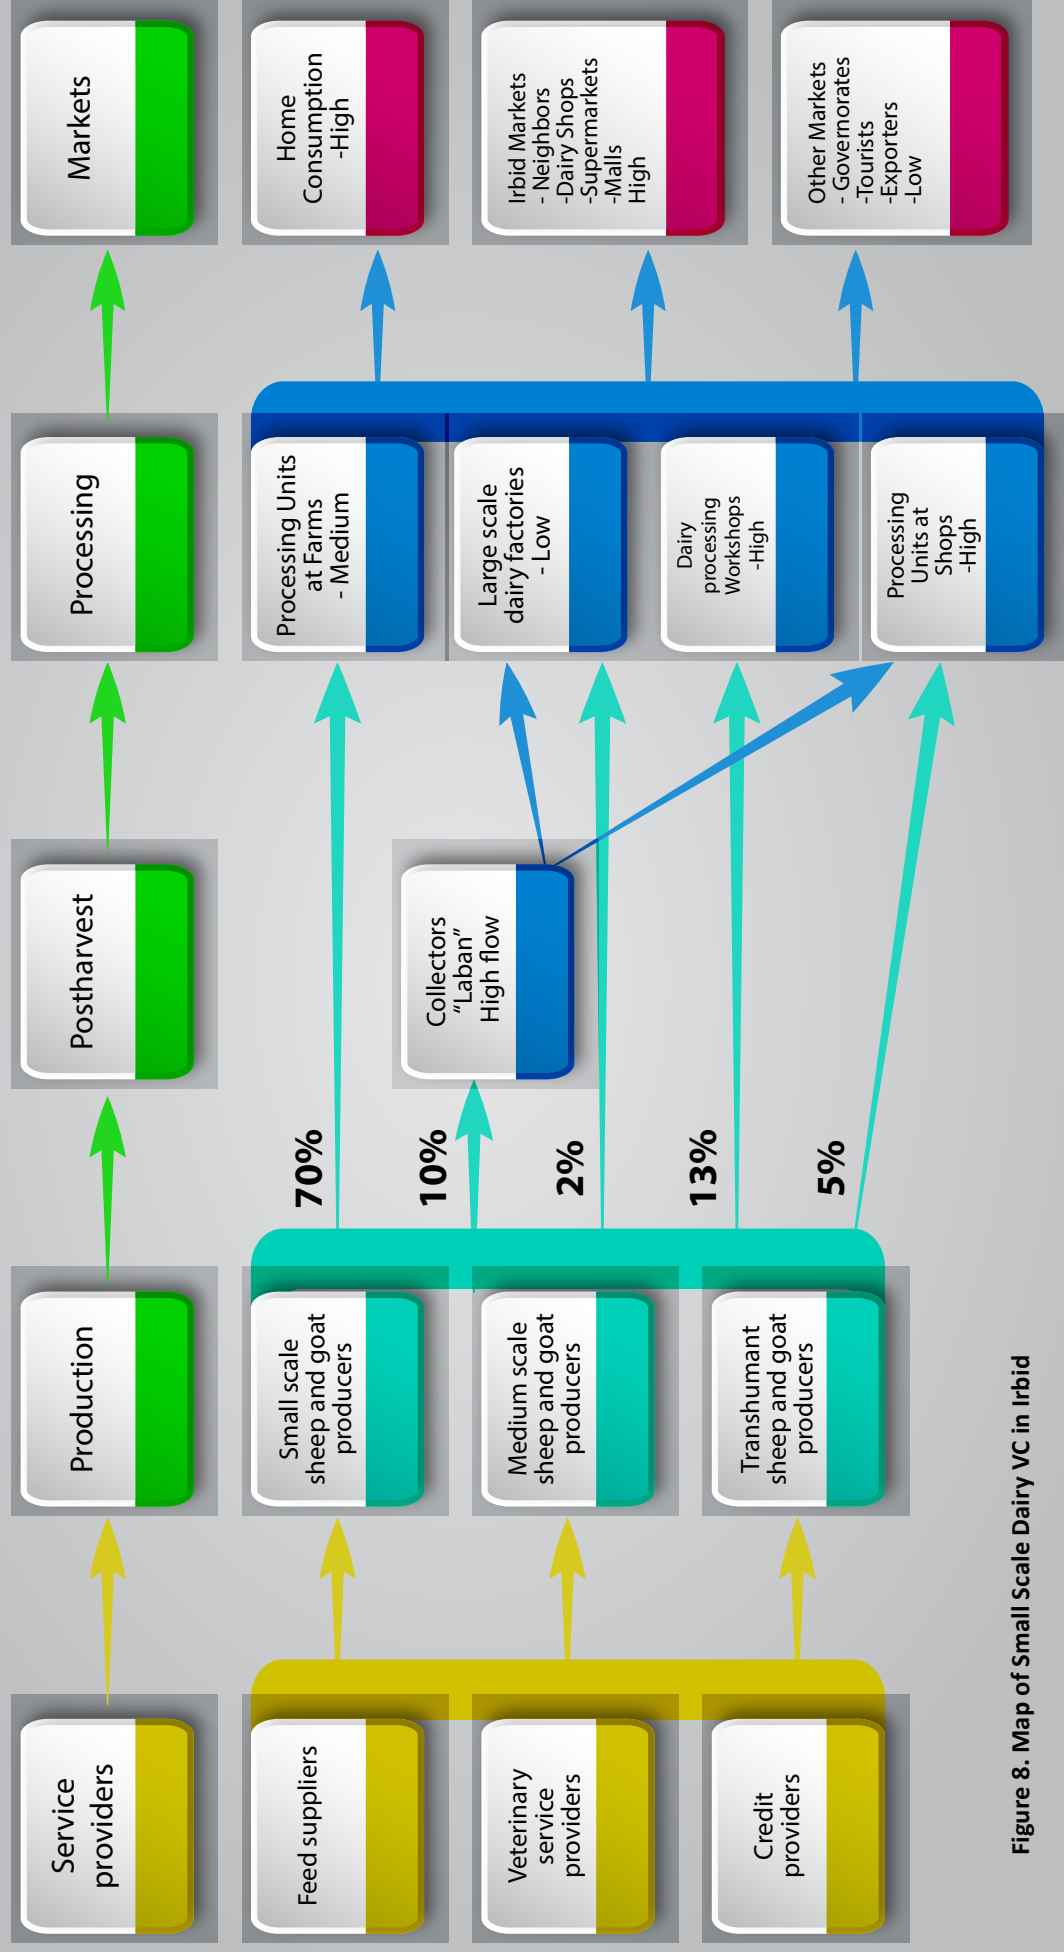 Service
providers
Production
Postharvest
Processing
Markets
Feed suppliers
Veterinary
service
providers
Credit
providers
Small scale
sheep and goat
producers
Medium scale
sheep and goat
producers
Transhumant
sheep and goat
producers
70%
10%
2%
13%
5%
Collectors
“Laban”
High flow
Processing Units
at Farms
- Medium
Large scale
dairy factories
- Low
Dairy
processing
Workshops
-High
Processing
Units at
Shops
-High
Home
Consumption
-High
Irbid Markets
- Neighbors
-Dairy Shops
-Supermarkets
-Malls
High
Other Markets
- Governorates
-Tourists
-Exporters
-Low
Figure 8. Map of Small Scale Dairy VC in Irbid